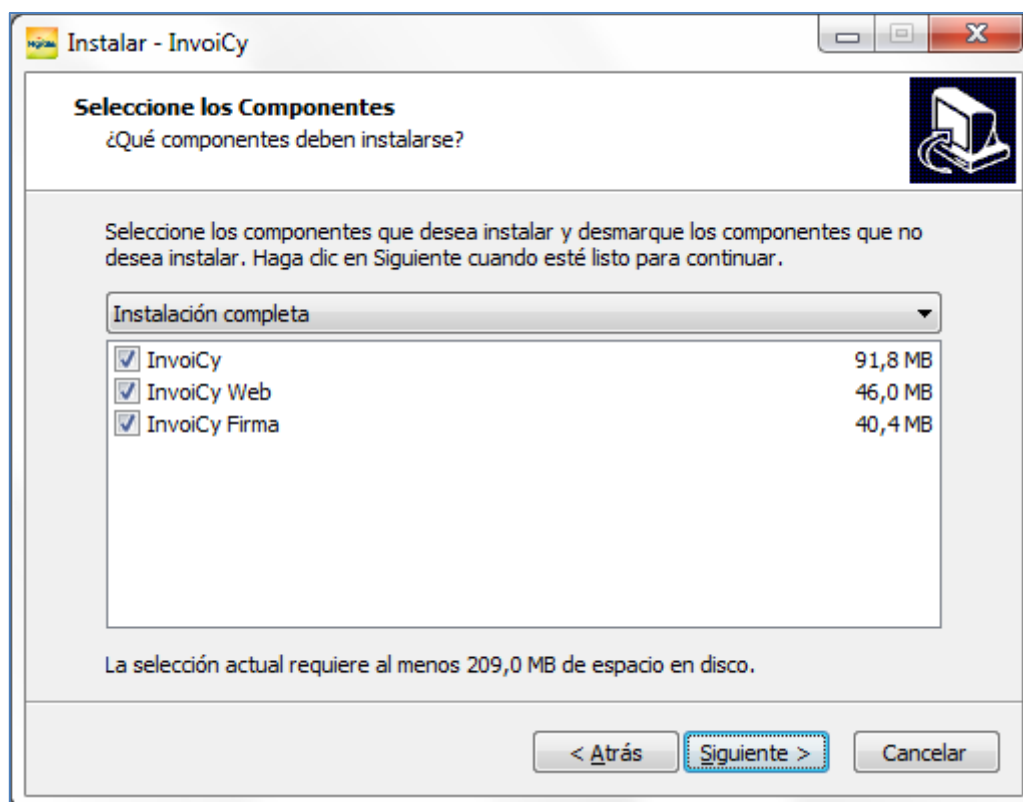 Instalar - InvoiCy
Seleccione los Componentes
¿Qué componentes deben instalarse?
Seleccione los componentes que desea instalar y desmarque los componentes que no
desea instalar. Haga clic en Siguiente cuando esté listo para continuar.
Instalación completa
InvoiCy 91,8 MB
InvoiCy Web 46,0 MB
InvoiCy Firma 40,4 MB
La selección actual requiere al menos 209,0 MB de espacio en disco.
< Atrás Siguiente > Cancelar